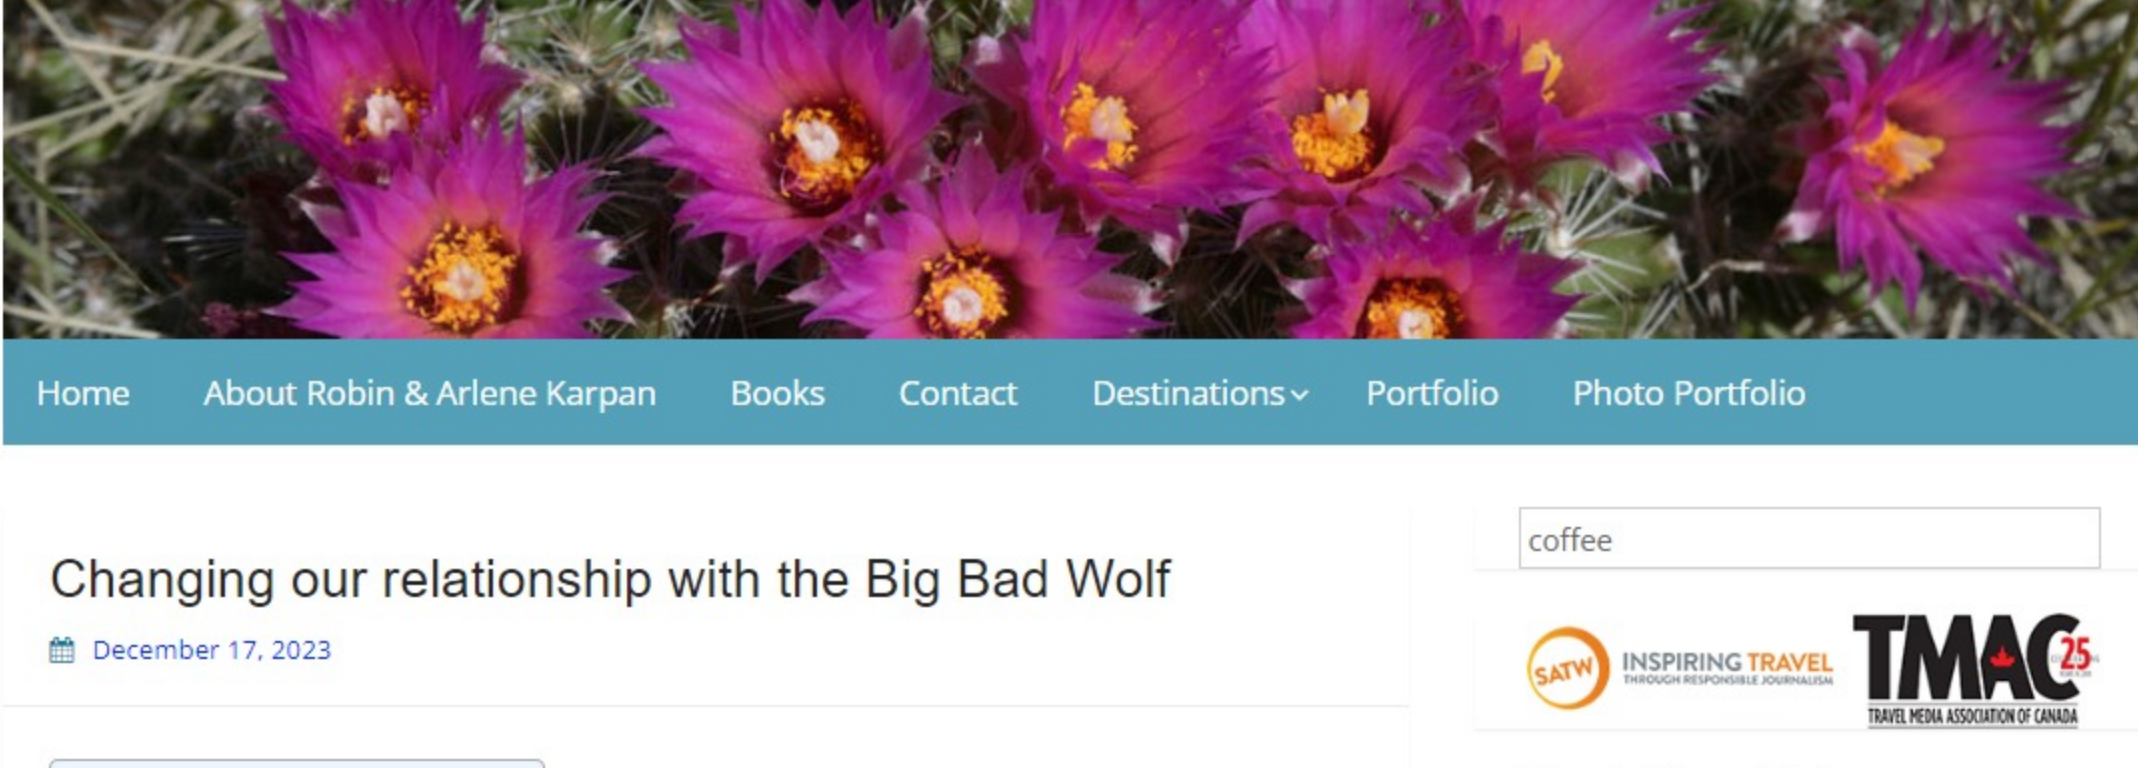 Home About Robin & Arlene Karpan Books Contact Destinations Portfolio Photo Portfolio
Changing our relationship with the Big Bad Wolf
December 17, 2023
coffee
SATW INSPIRING TRAVEL
THROUGH RESPONSIBLE JOURNALISM
TMAC 25
TRAVEL MEDIA ASSOCIATION OF CANADA